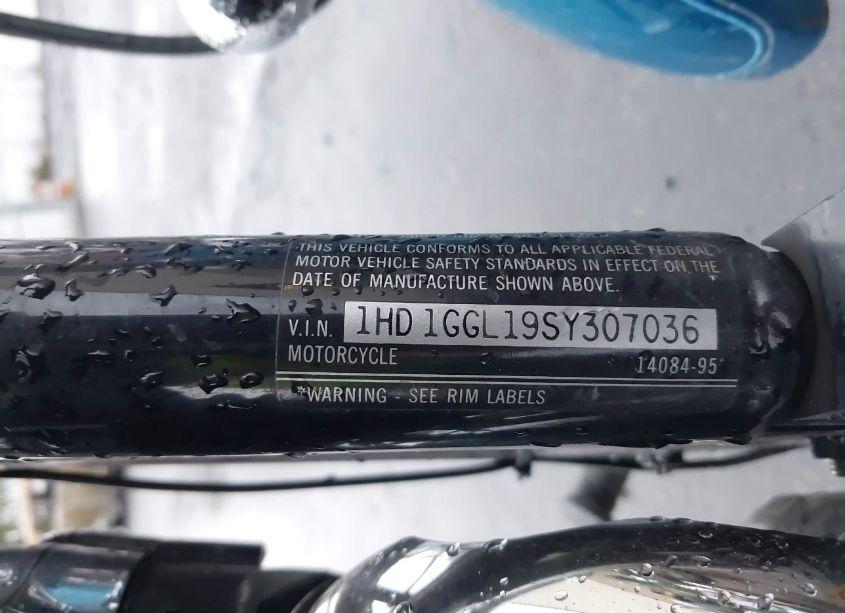 THIS VEHICLE CONFORMS TO ALL APPLICABLE FEDERAL
MOTOR VEHICLE SAFETY STANDARDS IN EFFECT ON THE
DATE OF MANUFACTURE SHOWN ABOVE.
V.I.N. 1HD1GGL19SY307036
MOTORCYCLE 14084-95
*WARNING - SEE RIM LABELS